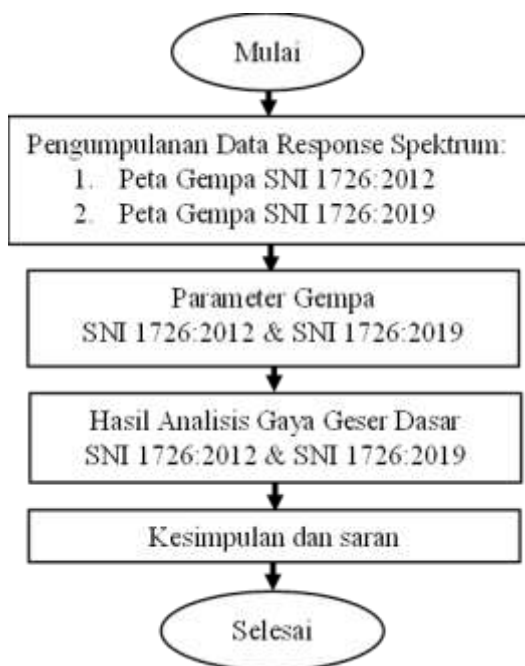 Mulai
Pengumpulanan Data Response Spektrum:
1. Peta Gempa SNI 1726:2012
2. Peta Gempa SNI 1726:2019
Parameter Gempa
SNI 1726:2012 & SNI 1726:2019
Hasil Analisis Gaya Geser Dasar
SNI 1726:2012 & SNI 1726:2019
Kesimpulan dan saran
Selesai